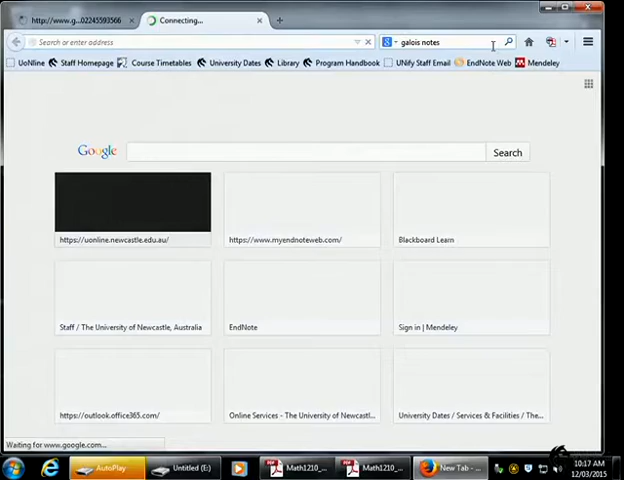 http://www.g...02245593566
Connecting...
Search or enter address
galois notes
UoNline
Staff Homepage
Course Timetables
University Dates
Library
Program Handbook
UNify Staff Email
EndNote Web
Mendeley
Google
Search
https://uonline.newcastle.edu.au/
https://www.myendnoteweb.com/
Blackboard Learn
Staff / The University of Newcastle, Australia
EndNote
Sign in | Mendeley
https://outlook.office365.com/
Online Services - The University of Newcastl...
University Dates / Services & Facilities / The...
Waiting for www.google.com...
AutoPlay
Untitled (E:)
Math1210_...
Math1210_...
New Tab - ...
10:17 AM
12/03/2015